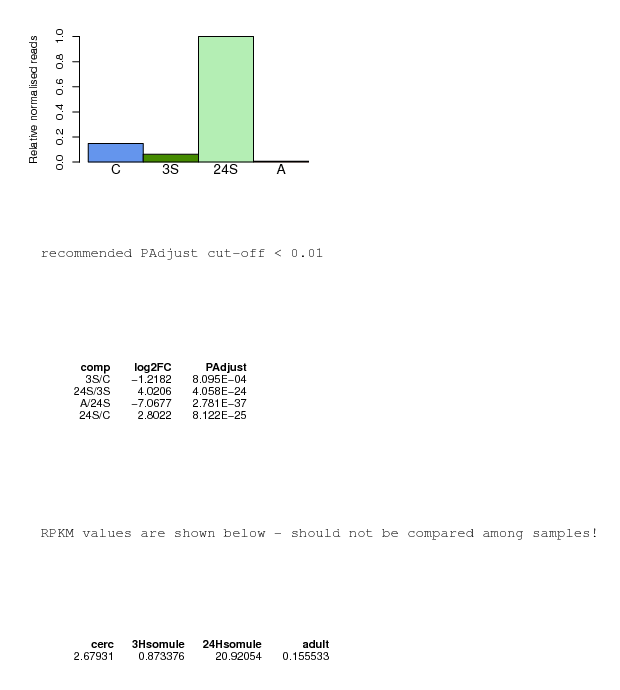 Relative normalised reads
1.0
0.8
0.6
0.4
0.2
0.0
C 3S 24S A
recommended PAdjust cut-off < 0.01
comp log2FC PAdjust
3S/C −1.2182 8.095E−04
24S/3S 4.0206 4.058E−24
A/24S −7.0677 2.781E−37
24S/C 2.8022 8.122E−25
RPKM values are shown below - should not be compared among samples!
cerc 3Hsomule 24Hsomule adult
2.67931 0.873376 20.92054 0.155533